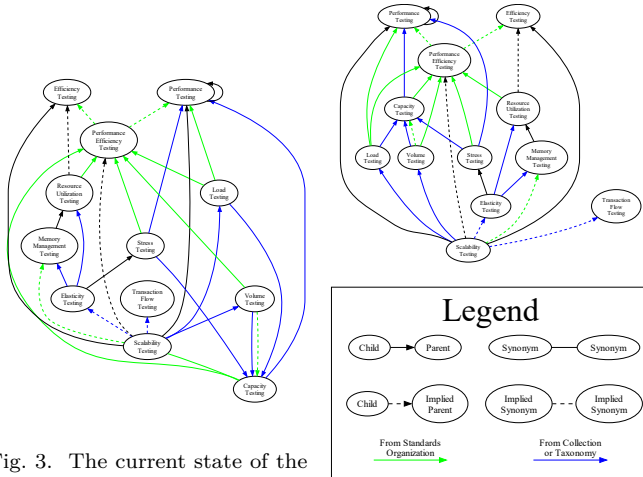 Efficiency
Testing
Performance
Testing
Performance
Efficiency
Testing
Resource
Utilization
Testing
Load
Testing
Memory
Management
Testing
Stress
Testing
Elasticity
Testing
Transaction
Flow
Testing
Volume
Testing
Scalability
Testing
Capacity
Testing
ig. 3. The current state of the
Performance
Testing
Efficiency
Testing
Performance
Efficiency
Testing
Capacity
Testing
Resource
Utilization
Testing
Load
Testing
Volume
Testing
Stress
Testing
Memory
Management
Testing
Elasticity
Testing
Transaction
Flow
Testing
Scalability
Testing
Legend
Child
Parent
Synonym
Synonym
Child
Implied
Parent
Implied
Synonym
Implied
Synonym
From Standards
Organization
From Collection
or Taxonomy